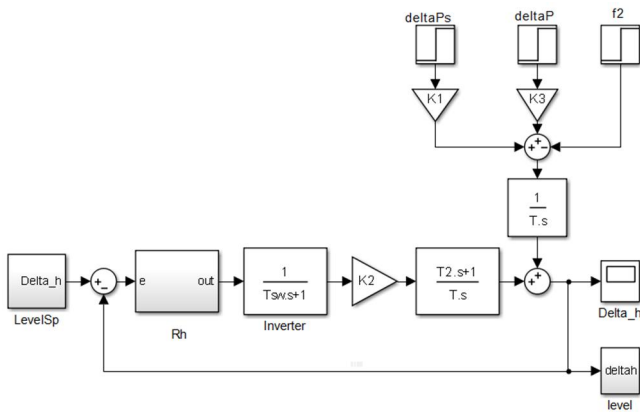 deltaPs
deltaP
f2
K1
K3
1
T.s
Delta_h
LevelSp
e
out
Rh
1
Tsw.s+1
Inverter
K2
T2.s+1
T.s
Delta_h
deltah
level